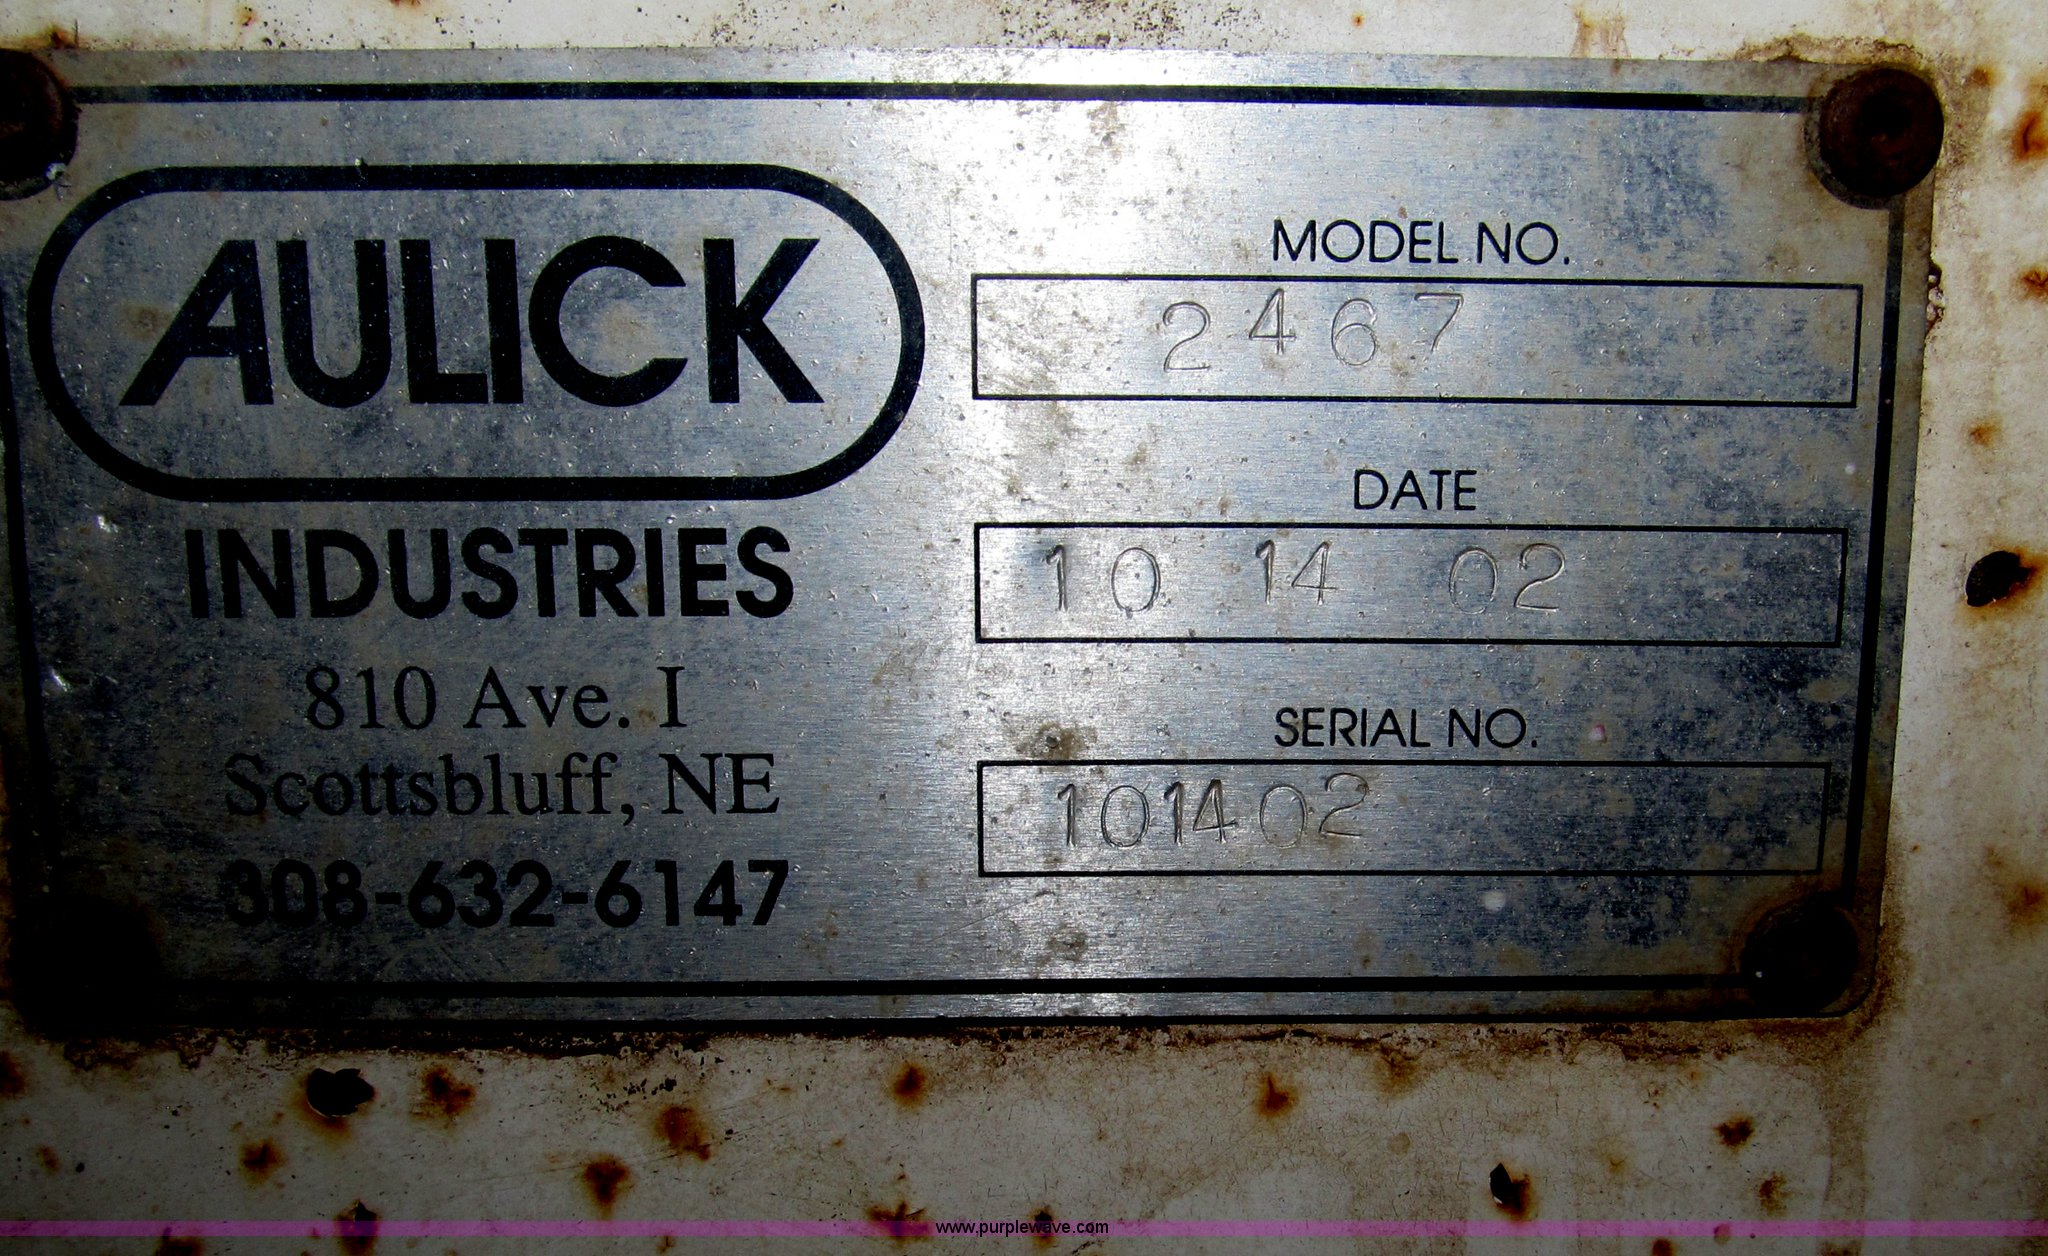 AULICK
INDUSTRIES
810 Ave. I
Scottsbluff, NE
308-632-6147
MODEL NO.
2467
DATE
10 14 02
SERIAL NO.
101402
www.purplewave.com